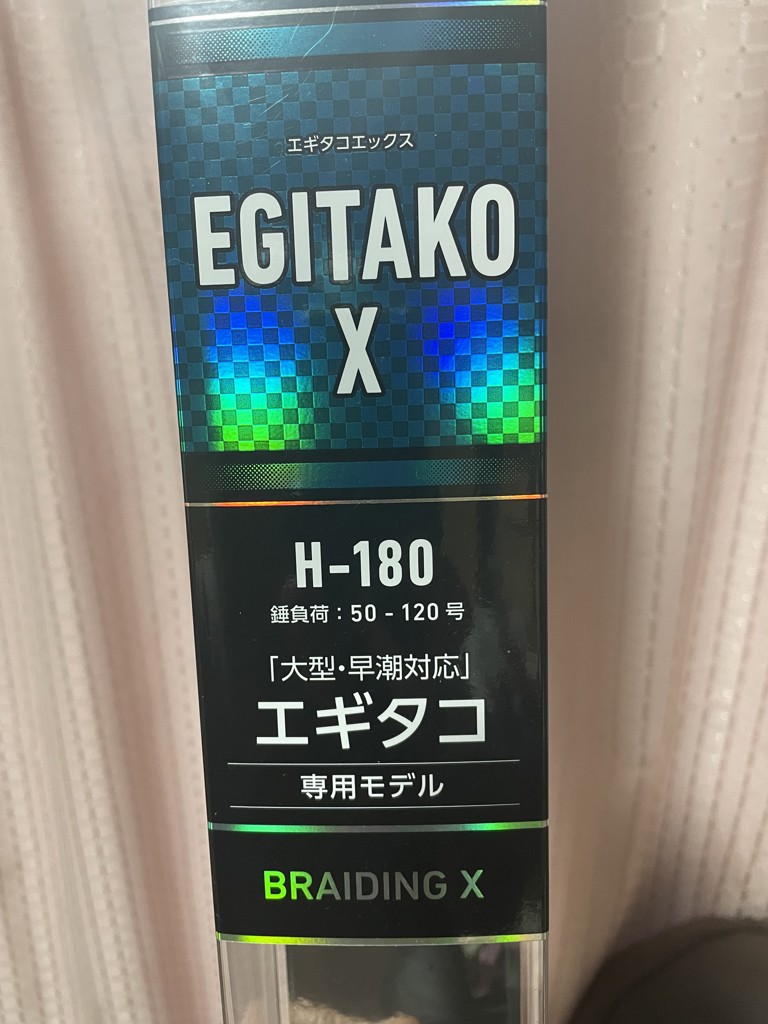 エギタコエックス
EGITAKO
X
H-180
錘負荷：50 - 120 号
「大型・早潮対応」
エギタコ
専用モデル
BRAIDING X